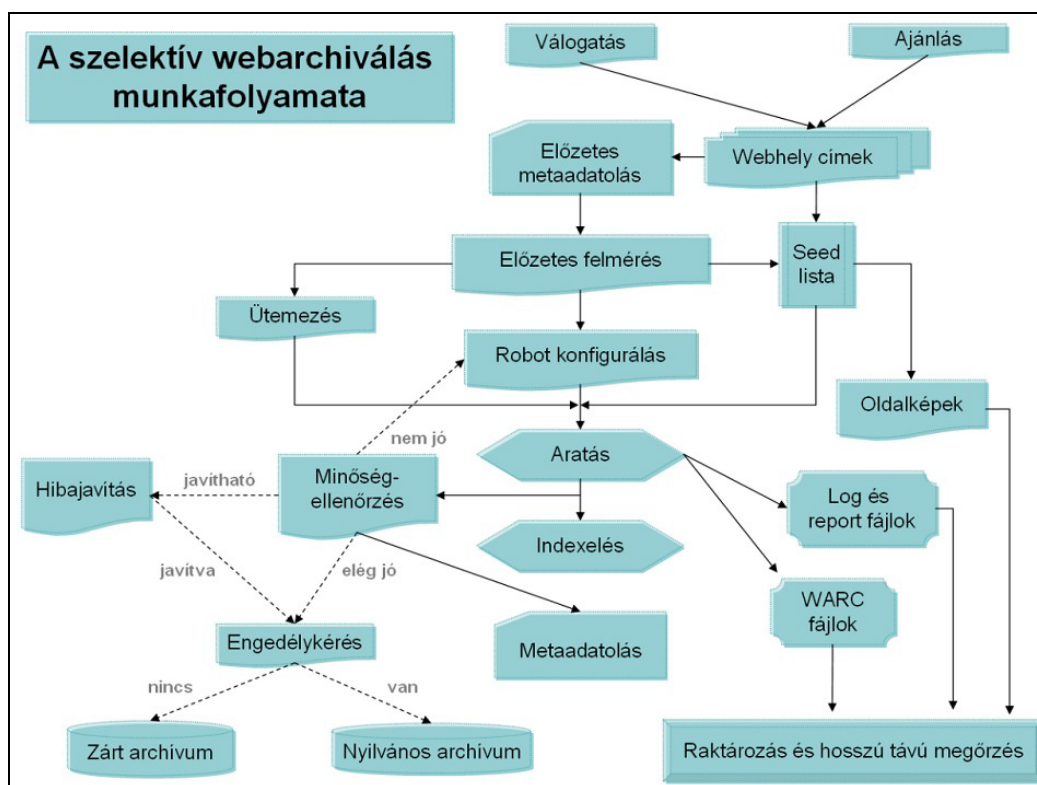 A szelektív webarchiválás
munkafolyamata
Válogatás
Ajánlás
Előzetes
metaadatolás
Webhely címek
Előzetes felmérés
Seed
lista
Ütemezés
Robot konfigurálás
Oldalképek
nem jó
Aratás
Hibajavítás
javítható
Minőség-
ellenőrzés
Log és
report fájlok
Indexelés
javítva
elég jó
WARC
fájlok
Engedélykérés
Metaadatolás
nincs
van
Zárt archívum
Nyilvános archívum
Raktározás és hosszú távú megőrzés